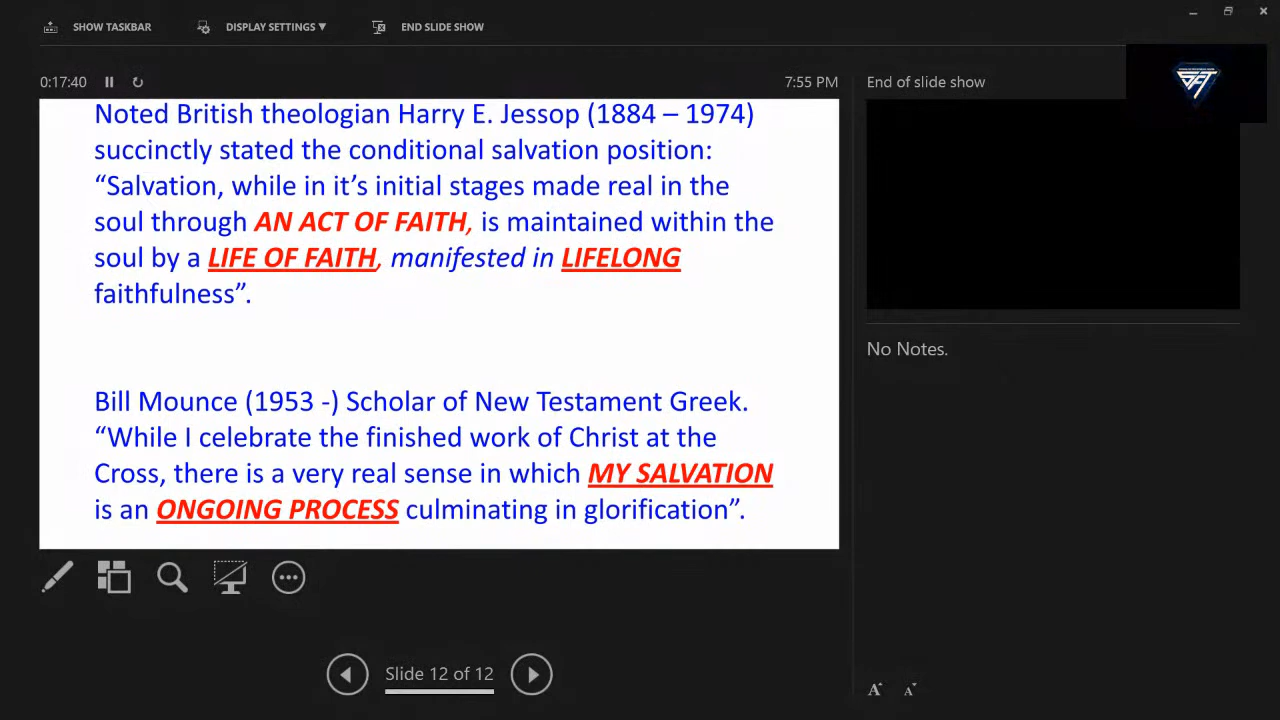 SHOW TASKBAR
DISPLAY SETTINGS ▼
END SLIDE SHOW
0:17:40
7:55 PM
End of slide show
SFT
Noted British theologian Harry E. Jessop (1884 – 1974)
succinctly stated the conditional salvation position:
“Salvation, while in it’s initial stages made real in the
soul through AN ACT OF FAITH, is maintained within the
soul by a LIFE OF FAITH, manifested in LIFELONG
faithfulness”.
Bill Mounce (1953 -) Scholar of New Testament Greek.
“While I celebrate the finished work of Christ at the
Cross, there is a very real sense in which MY SALVATION
is an ONGOING PROCESS culminating in glorification”.
No Notes.
Slide 12 of 12
A A